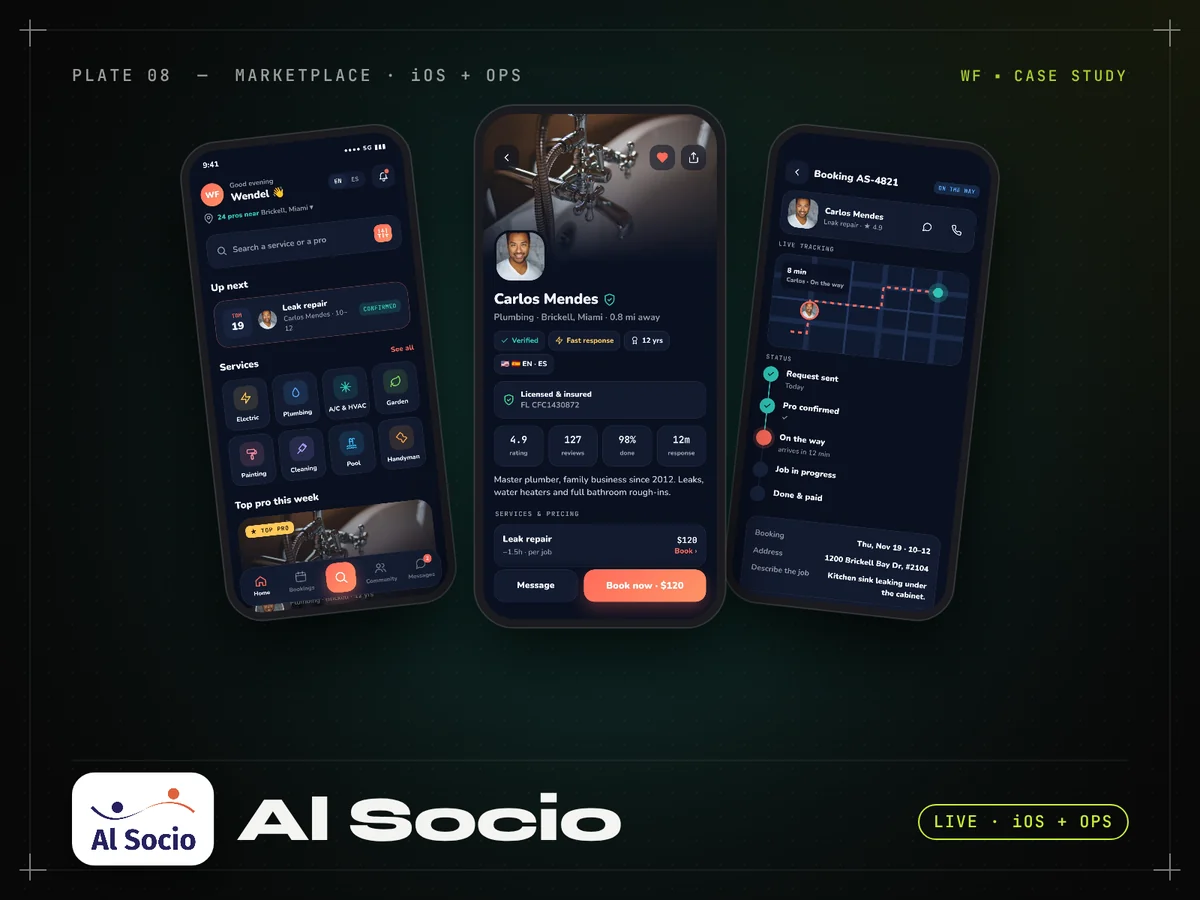 PLATE 08 — MARKETPLACE · iOS + OPS
WF ▪ CASE STUDY
9:41
5G
WF
Good evening
Wendel 👋
EN ES
24 pros near Brickell, Miami ▾
Search a service or a pro
Up next
TOM
19
Leak repair
Carlos Mendes · 10–
12
CONFIRMED
Services
See all
Electric
Plumbing
A/C & HVAC
Garden
Painting
Cleaning
Pool
Handyman
Top pro this week
★ TOP PRO
Home
Bookings
Community
Messages
Carlos Mendes
Plumbing · Brickell, Miami · 0.8 mi away
Verified
Fast response
12 yrs
🇺🇸 🇪🇸 EN · ES
Licensed & insured
FL CFC1430872
4.9
rating
127
reviews
98%
done
12m
response
Master plumber, family business since 2012. Leaks,
water heaters and full bathroom rough-ins.
SERVICES & PRICING
Leak repair
$120
~1.5h · per job
Book ›
Message
Book now · $120
Booking AS-4821
ON THE WAY
Carlos Mendes
Leak repair · ★ 4.9
LIVE TRACKING
8 min
Carlos · On the way
STATUS
Request sent
Today
Pro confirmed
✓
On the way
arrives in 12 min
Job in progress
Done & paid
Booking
Thu, Nov 19 · 10–12
Address
1200 Brickell Bay Dr, #2104
Describe the job
Kitchen sink leaking under
the cabinet.
Al Socio
Al Socio
LIVE · iOS + OPS